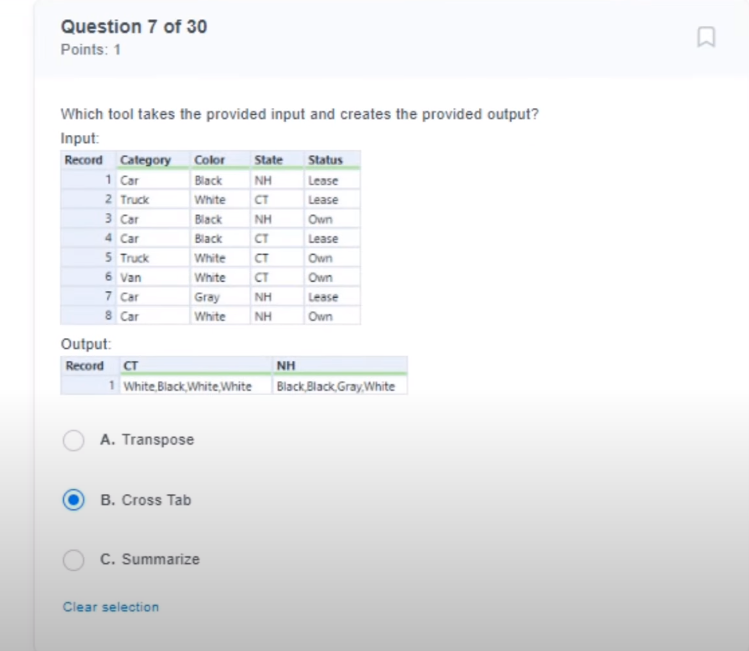 Question 7 of 30
Points: 1
Which tool takes the provided input and creates the provided output?
Input:
Record Category Color State Status
1 Car Black NH Lease
2 Truck White CT Lease
3 Car Black NH Own
4 Car Black CT Lease
5 Truck White CT Own
6 Van White CT Own
7 Car Gray NH Lease
8 Car White NH Own
Output:
Record CT NH
1 White,Black,White,White Black,Black,Gray,White
A. Transpose
B. Cross Tab
C. Summarize
Clear selection